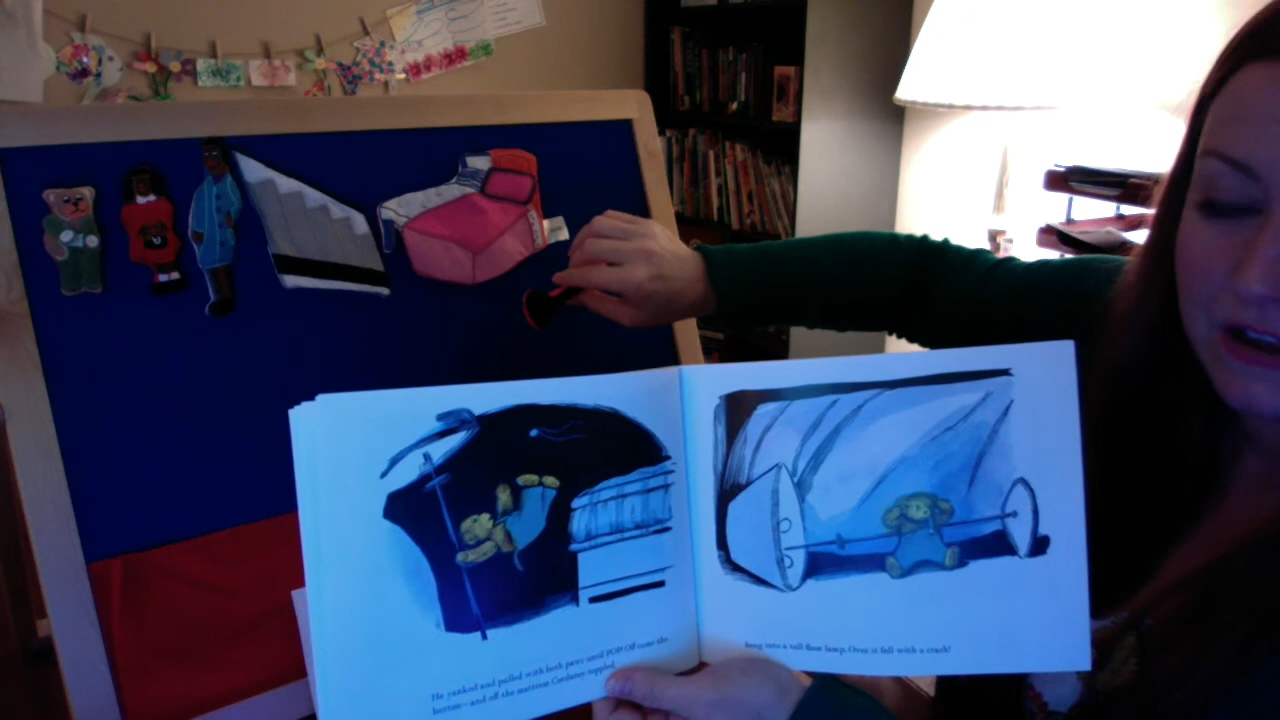 He yanked and pulled with both paws until POP! Off came the
button—and off the mattress Corduroy toppled,
bang into a tall floor lamp. Over it fell with a crash!